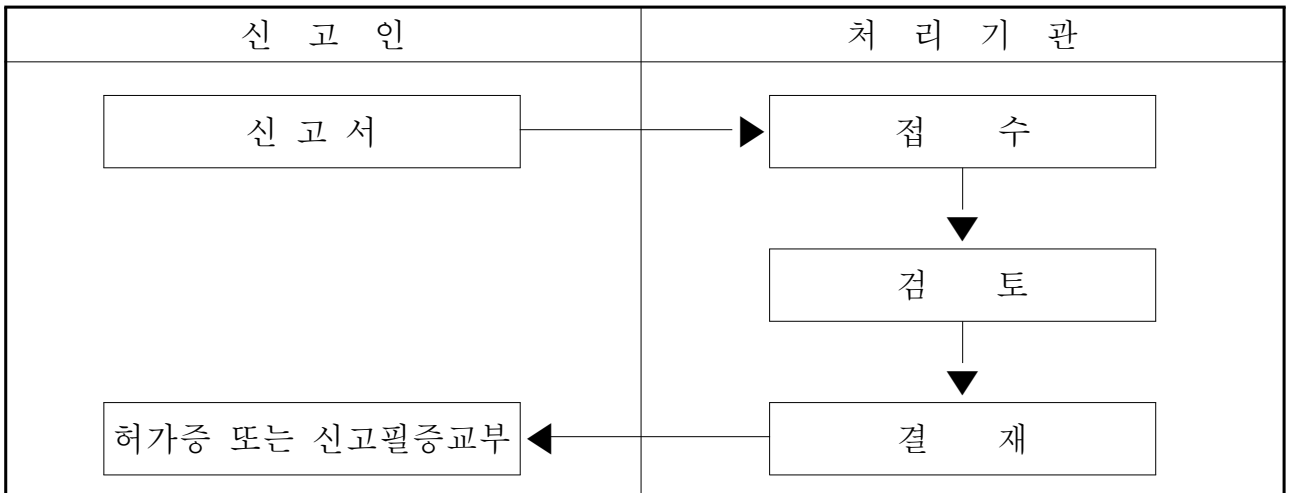 신 고 인 처 리 기 관
신 고 서 접 수
검 토
허가증 또는 신고필증교부 결 재